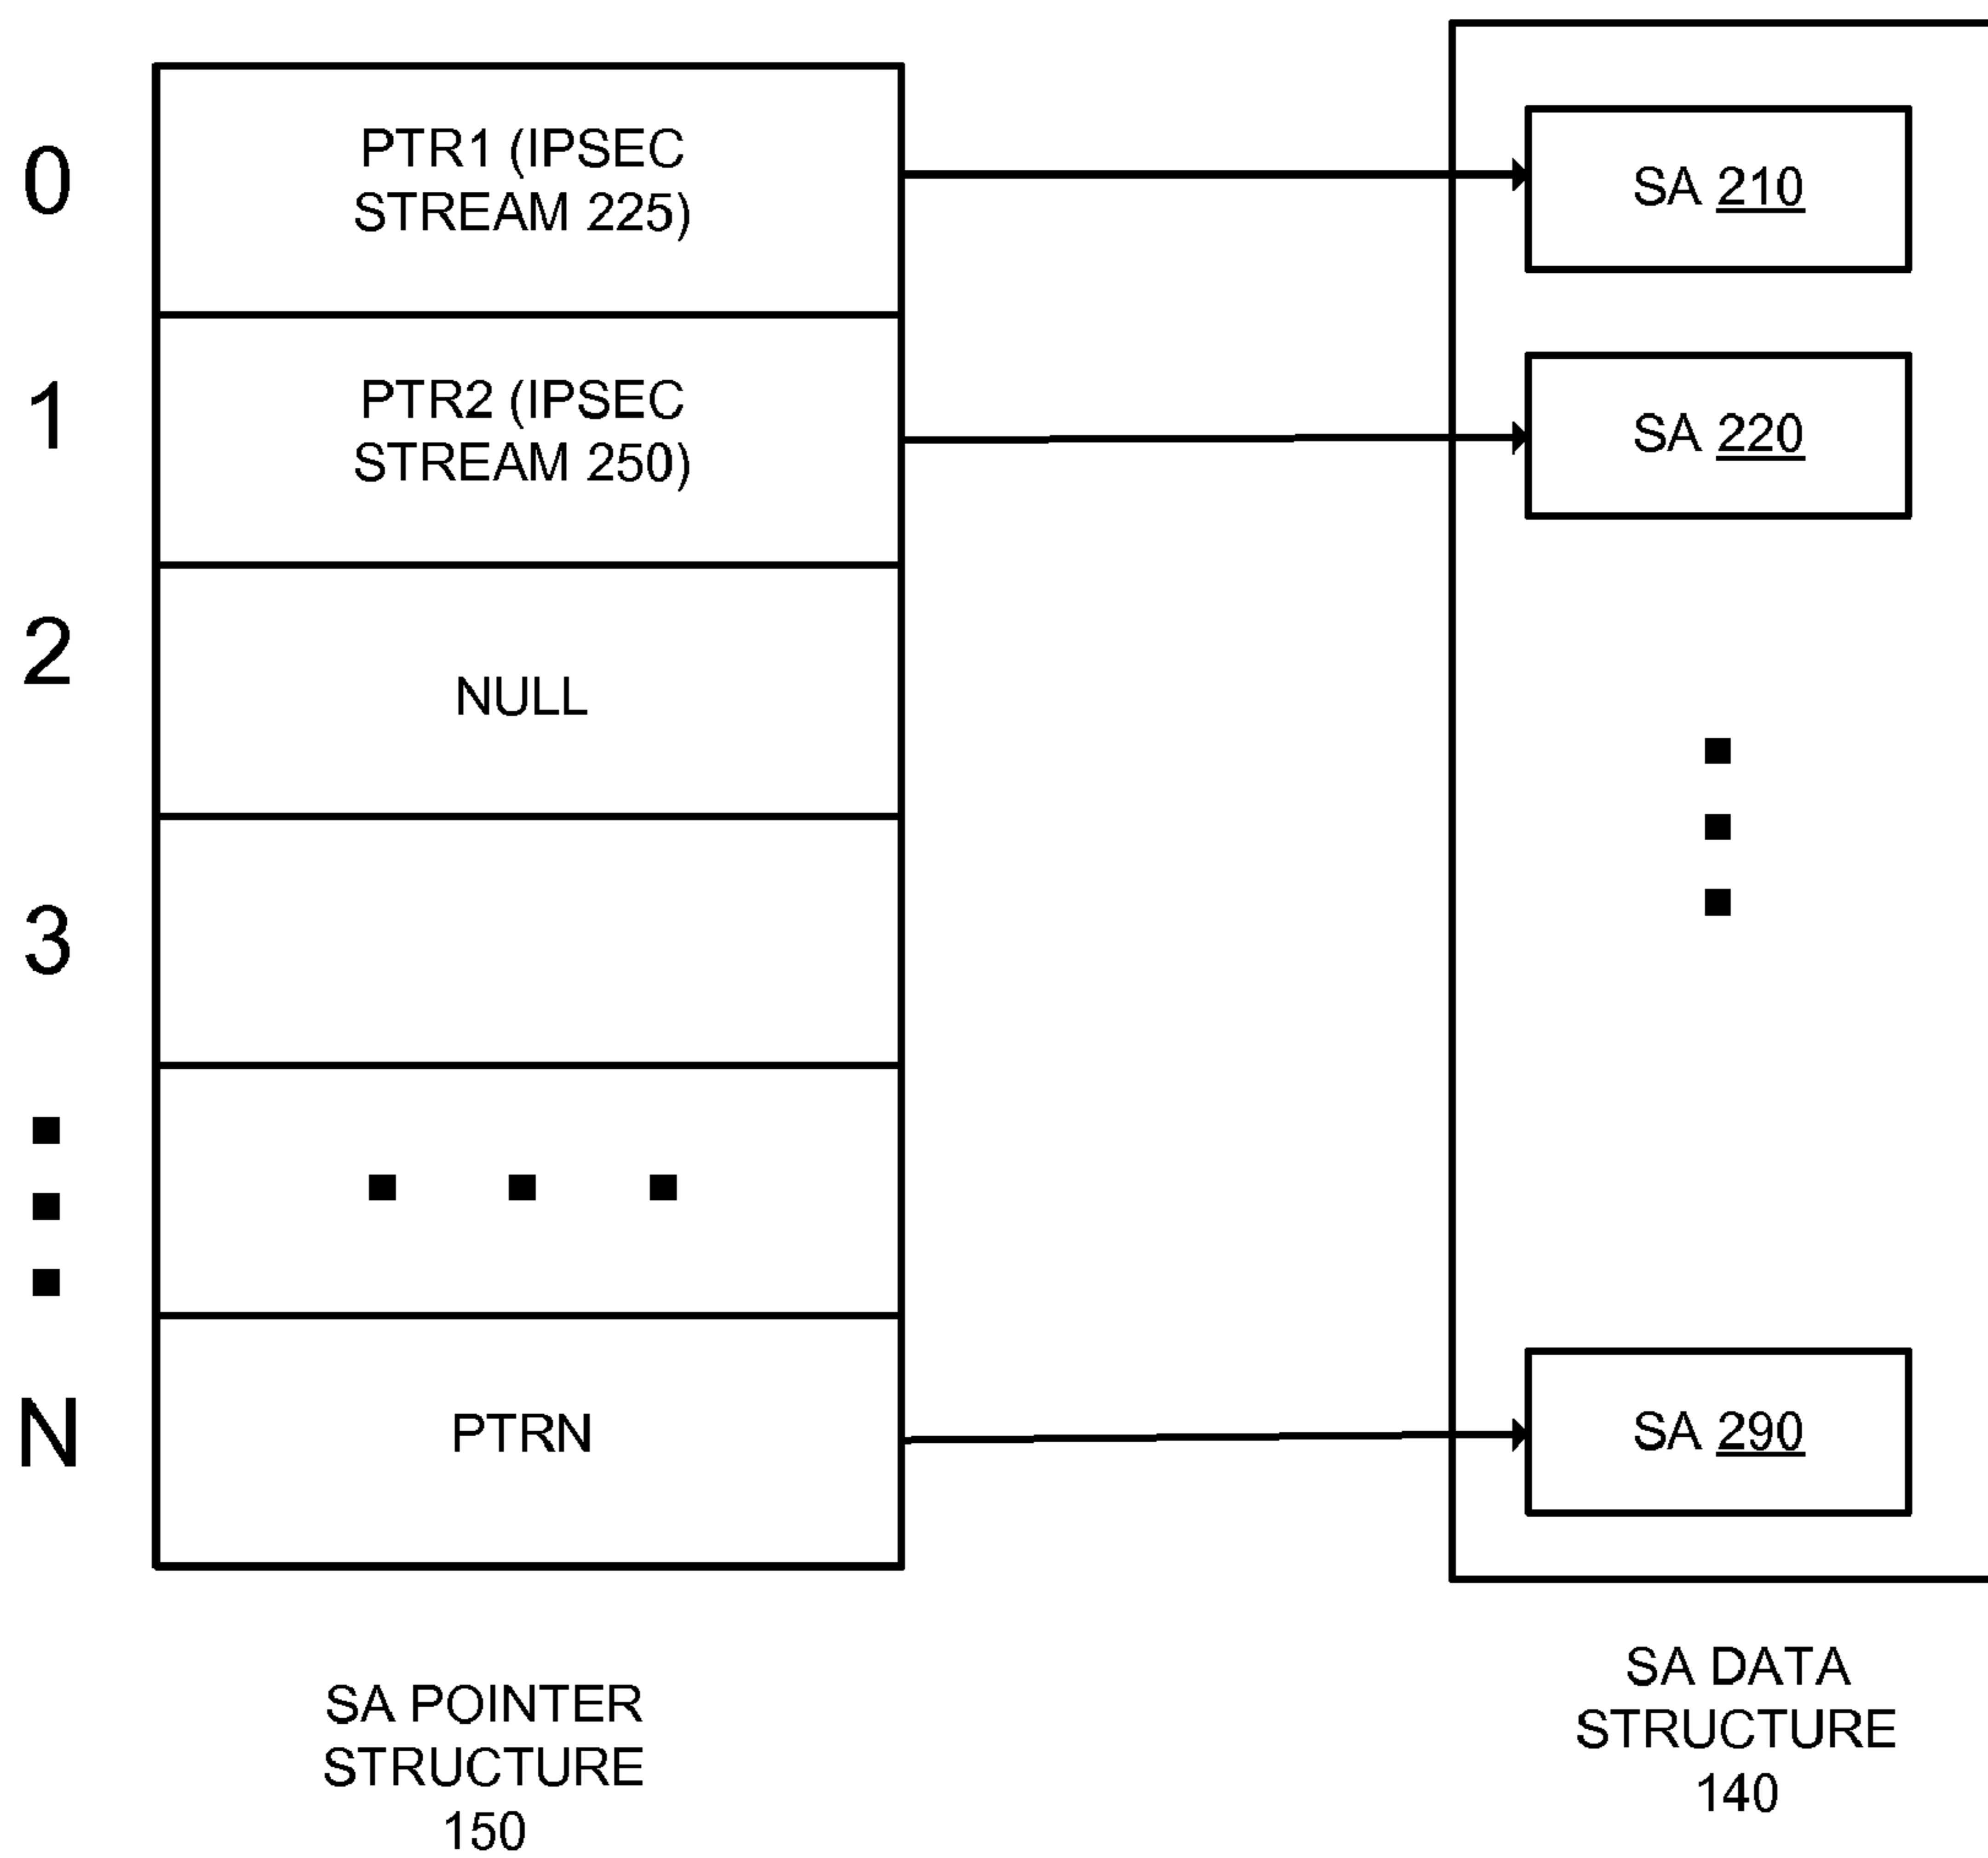 0
PTR1 (IPSEC
STREAM 225)
SA 210
1
PTR2 (IPSEC
STREAM 250)
SA 220
2
NULL
3
N
PTRN
SA 290
SA POINTER
STRUCTURE
150
SA DATA
STRUCTURE
140